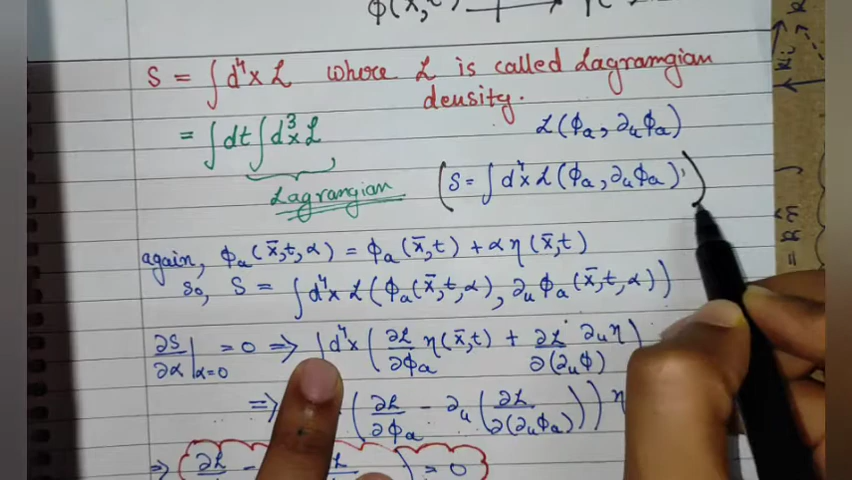 S = ∫ d⁴x ℒ where ℒ is called Lagramgian
density.
= ∫ dt ∫ d³x ℒ
ℒ(ϕₐ, ∂ᵤϕₐ)
Lagrangian
(S = ∫ d⁴x ℒ(ϕₐ, ∂ᵤϕₐ))
again, ϕₐ(x̄,t,α) = ϕₐ(x̄,t) + α η(x̄,t)
so, S = ∫ d⁴x ℒ(ϕₐ(x̄,t,α), ∂ᵤϕₐ(x̄,t,α))
∂S/∂α |α=0 = 0 ⇒ ∫ d⁴x (∂ℒ/∂ϕₐ η(x̄,t) + ∂ℒ/∂(∂ᵤϕ) ∂ᵤη)
⇒ (∂ℒ/∂ϕₐ - ∂ᵤ(∂ℒ/∂(∂ᵤϕₐ))) η
⇒ ∂ℒ - ℒ ) = 0